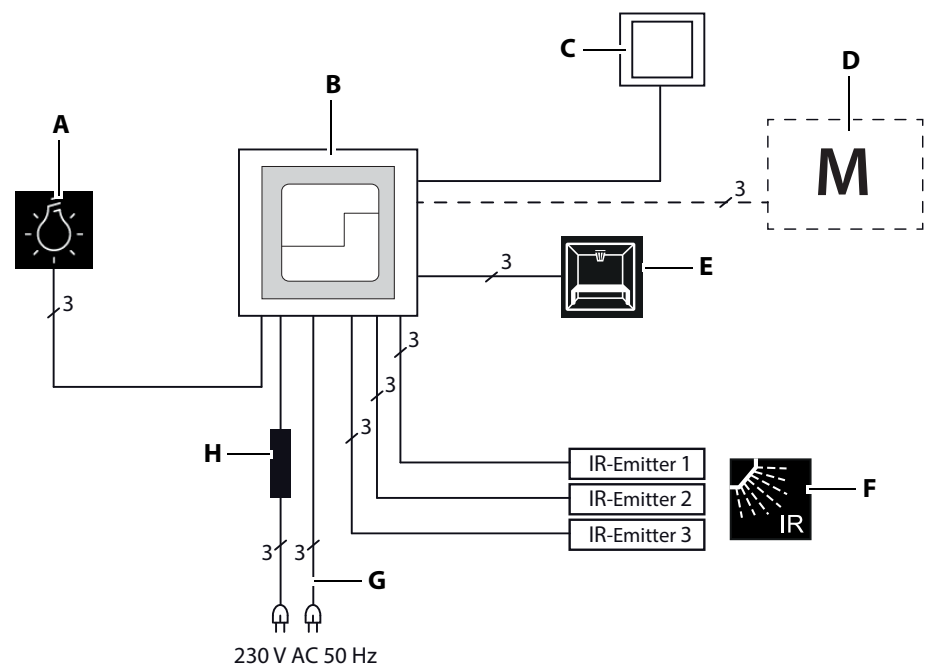 C
D
B
A
M
3
3
E
3
3
3
3
H
IR-Emitter 1
IR-Emitter 2
IR-Emitter 3
F
IR
3
3
G
230 V AC 50 Hz